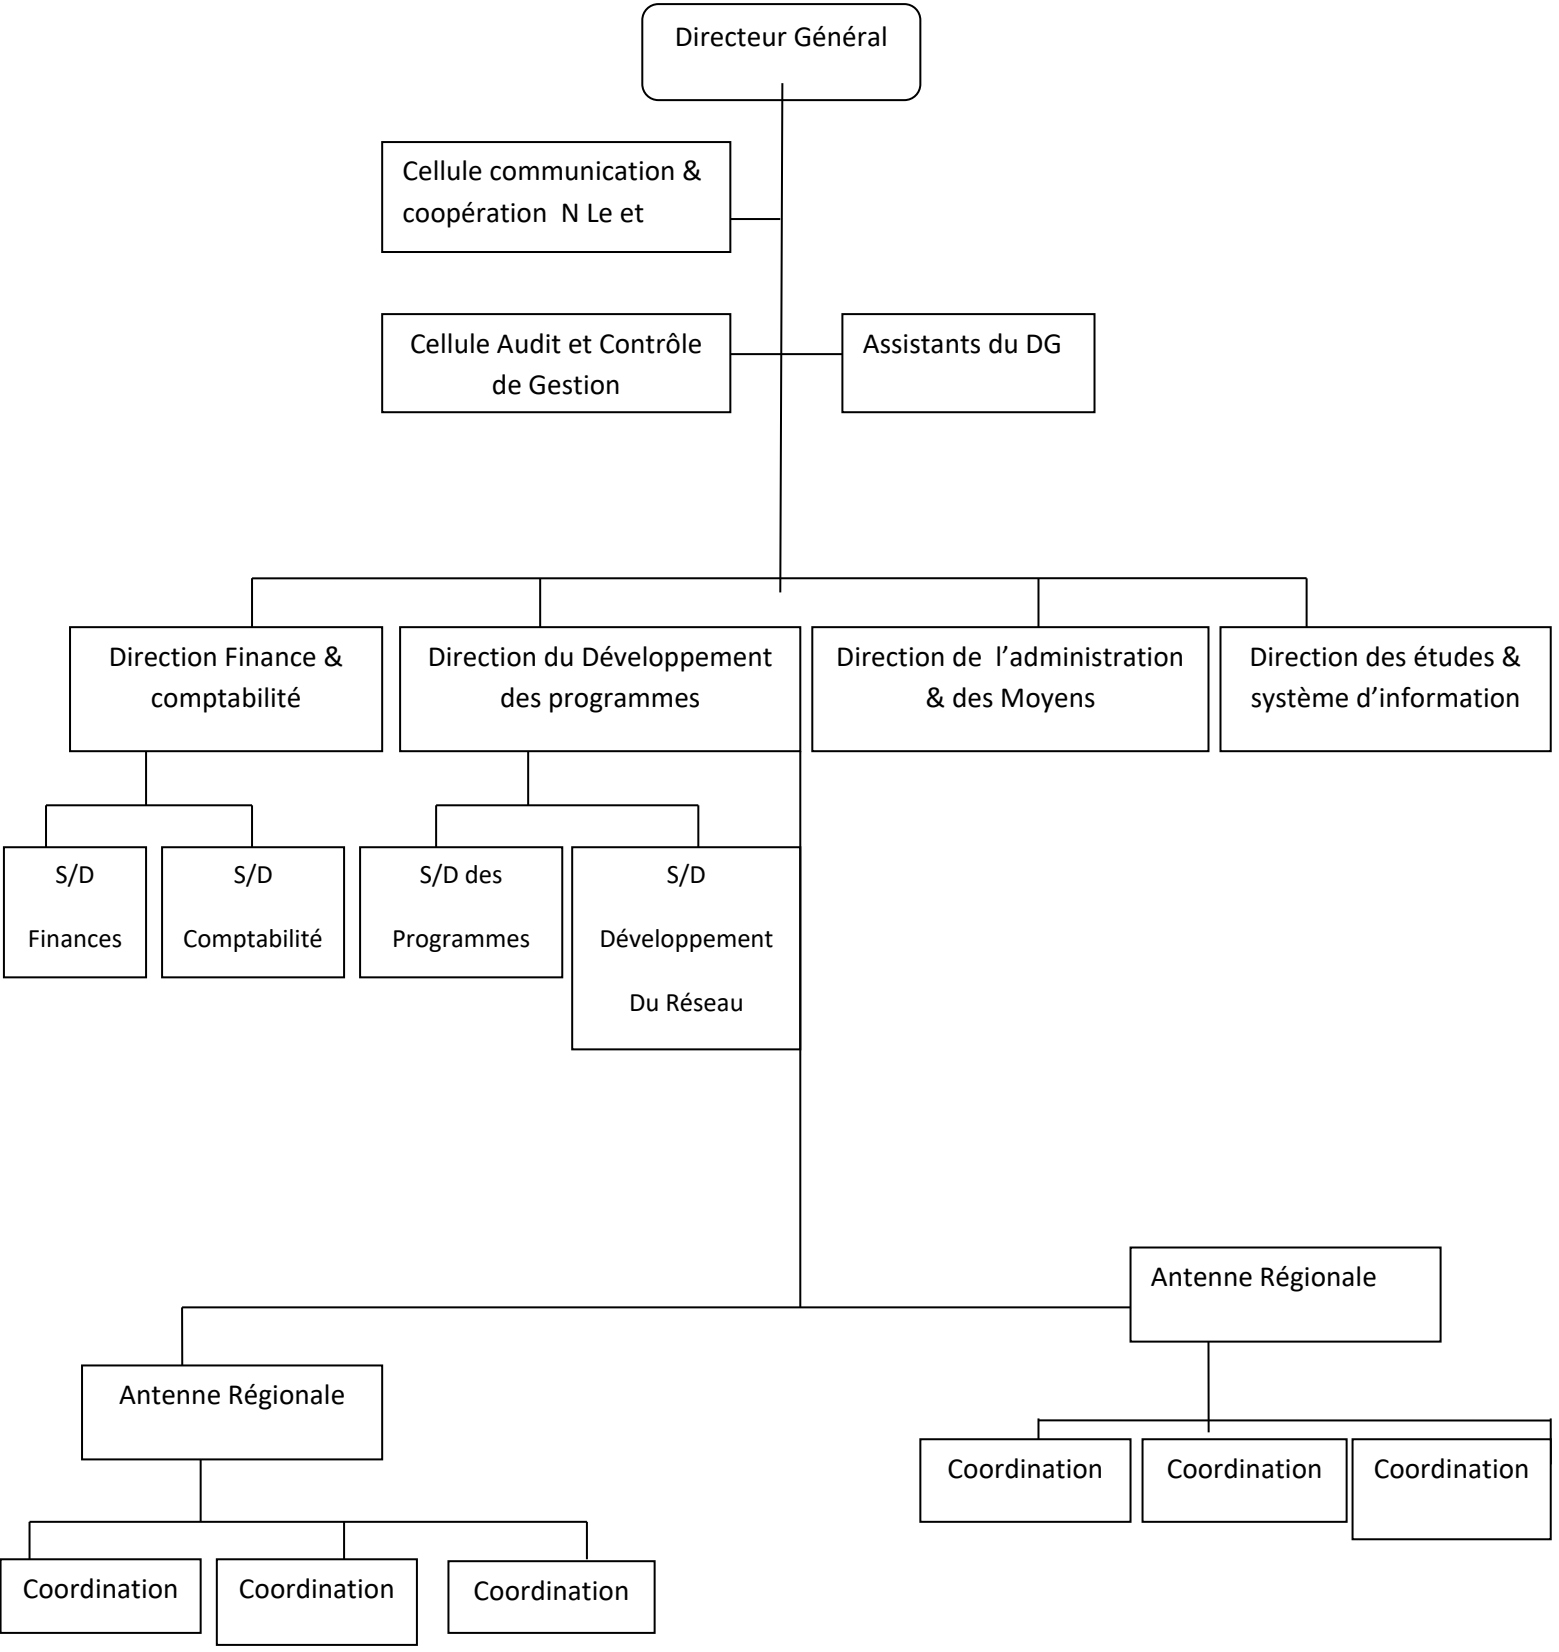 Directeur Général
Cellule communication &
coopération N Le et
Cellule Audit et Contrôle
de Gestion
Assistants du DG
Direction Finance &
comptabilité
Direction du Développement
des programmes
Direction de l’administration
& des Moyens
Direction des études &
système d’information
S/D
Finances
S/D
Comptabilité
S/D des
Programmes
S/D
Développement
Du Réseau
Antenne Régionale
Antenne Régionale
Coordination
Coordination
Coordination
Coordination
Coordination
Coordination